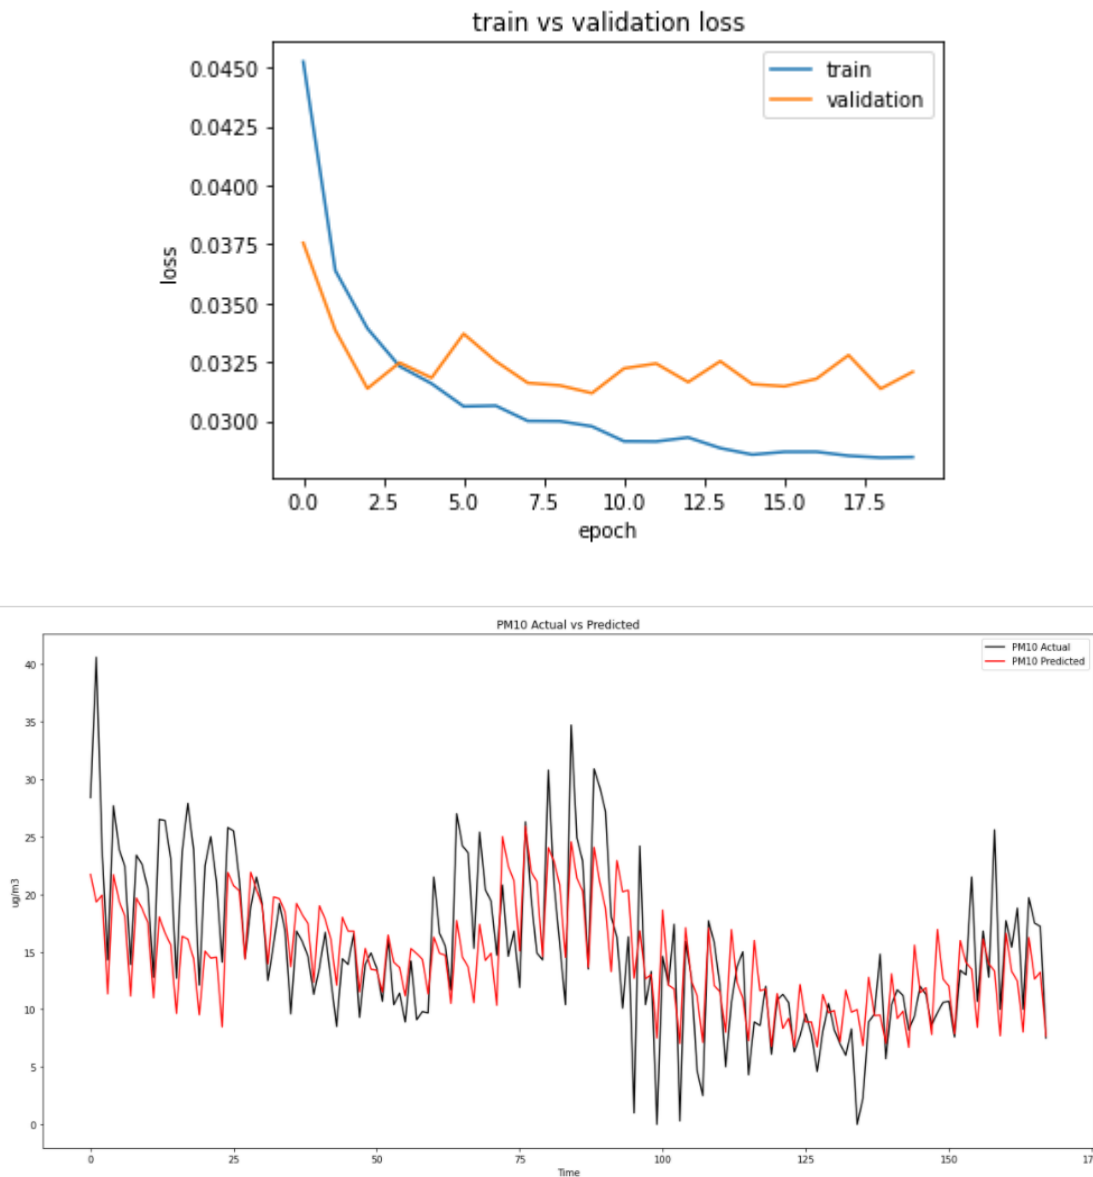 train vs validation loss
train
validation
0.0450
0.0425
0.0400
0.0375
0.0350
0.0325
0.0300
loss
0.0 2.5 5.0 7.5 10.0 12.5 15.0 17.5
epoch
PM10 Actual vs Predicted
PM10 Actual
PM10 Predicted
40
35
30
25
20
15
10
5
0
ug/m3
0 25 50 75 100 125 150 17
Time